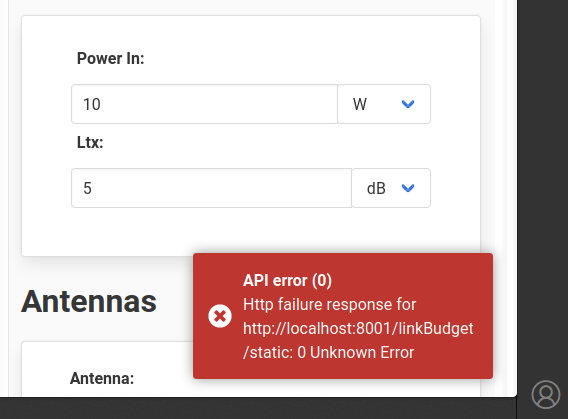 Power In:
10
W
Ltx:
5
dB
Antennas
API error (0)
Http failure response for
http://localhost:8001/linkBudget
/static: 0 Unknown Error
Antenna: